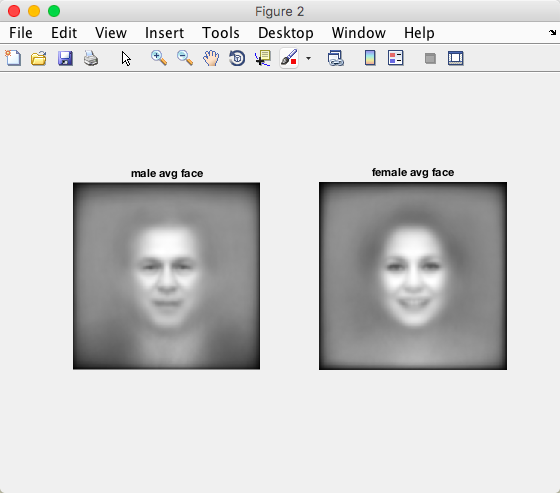 Figure 2
File Edit View Insert Tools Desktop Window Help
male avg face
female avg face